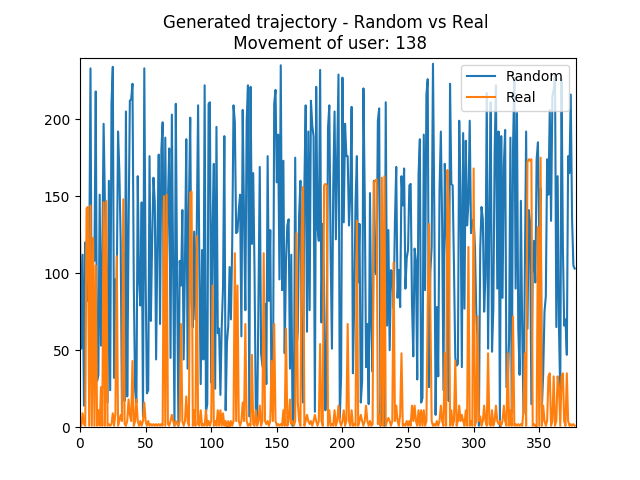 Generated trajectory - Random vs Real
Movement of user: 138
Random
Real
200
150
100
50
0
0 50 100 150 200 250 300 350